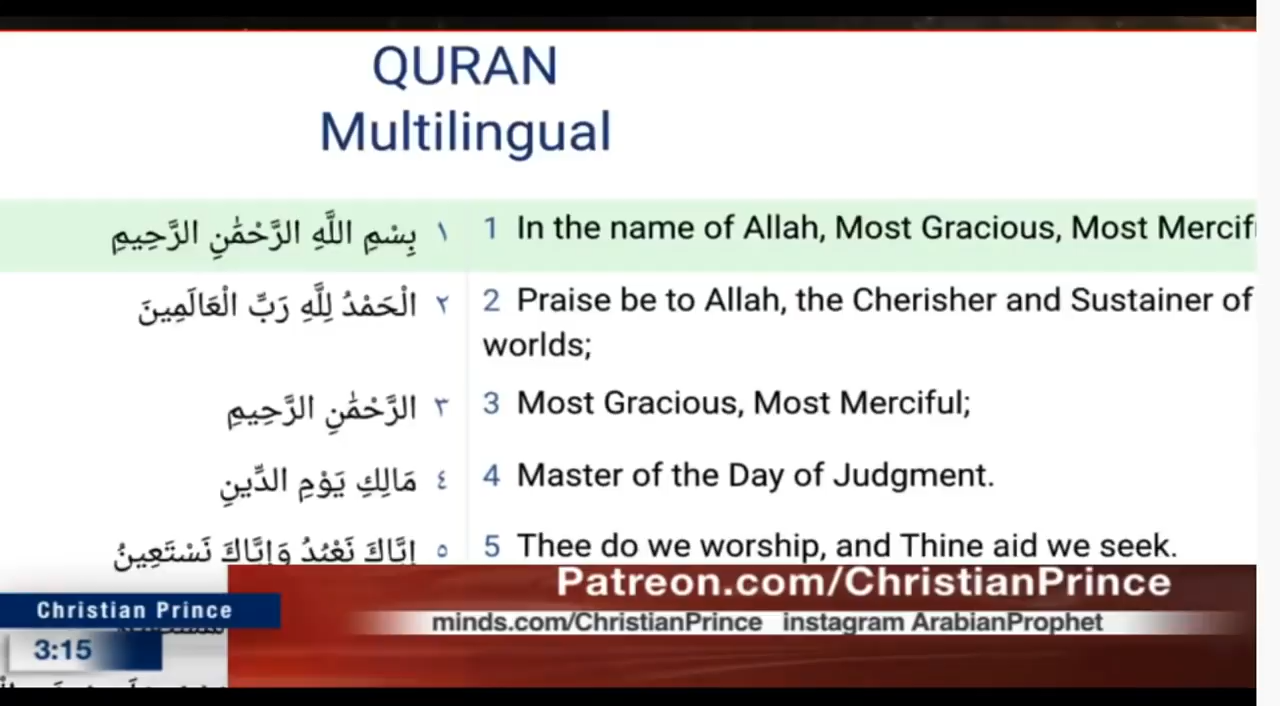 QURAN
Multilingual
بِسْمِ اللَّهِ الرَّحْمَٰنِ الرَّحِيمِ ١
1 In the name of Allah, Most Gracious, Most Mercif
الْحَمْدُ لِلَّهِ رَبِّ الْعَالَمِينَ ٢
2 Praise be to Allah, the Cherisher and Sustainer of
worlds;
الرَّحْمَٰنِ الرَّحِيمِ ٣
3 Most Gracious, Most Merciful;
مَالِكِ يَوْمِ الدِّينِ ٤
4 Master of the Day of Judgment.
إِيَّاكَ نَعْبُدُ وَإِيَّاكَ نَسْتَعِينُ ٥
5 Thee do we worship, and Thine aid we seek.
Patreon.com/ChristianPrince
Christian Prince
minds.com/ChristianPrince instagram ArabianProphet
3:15